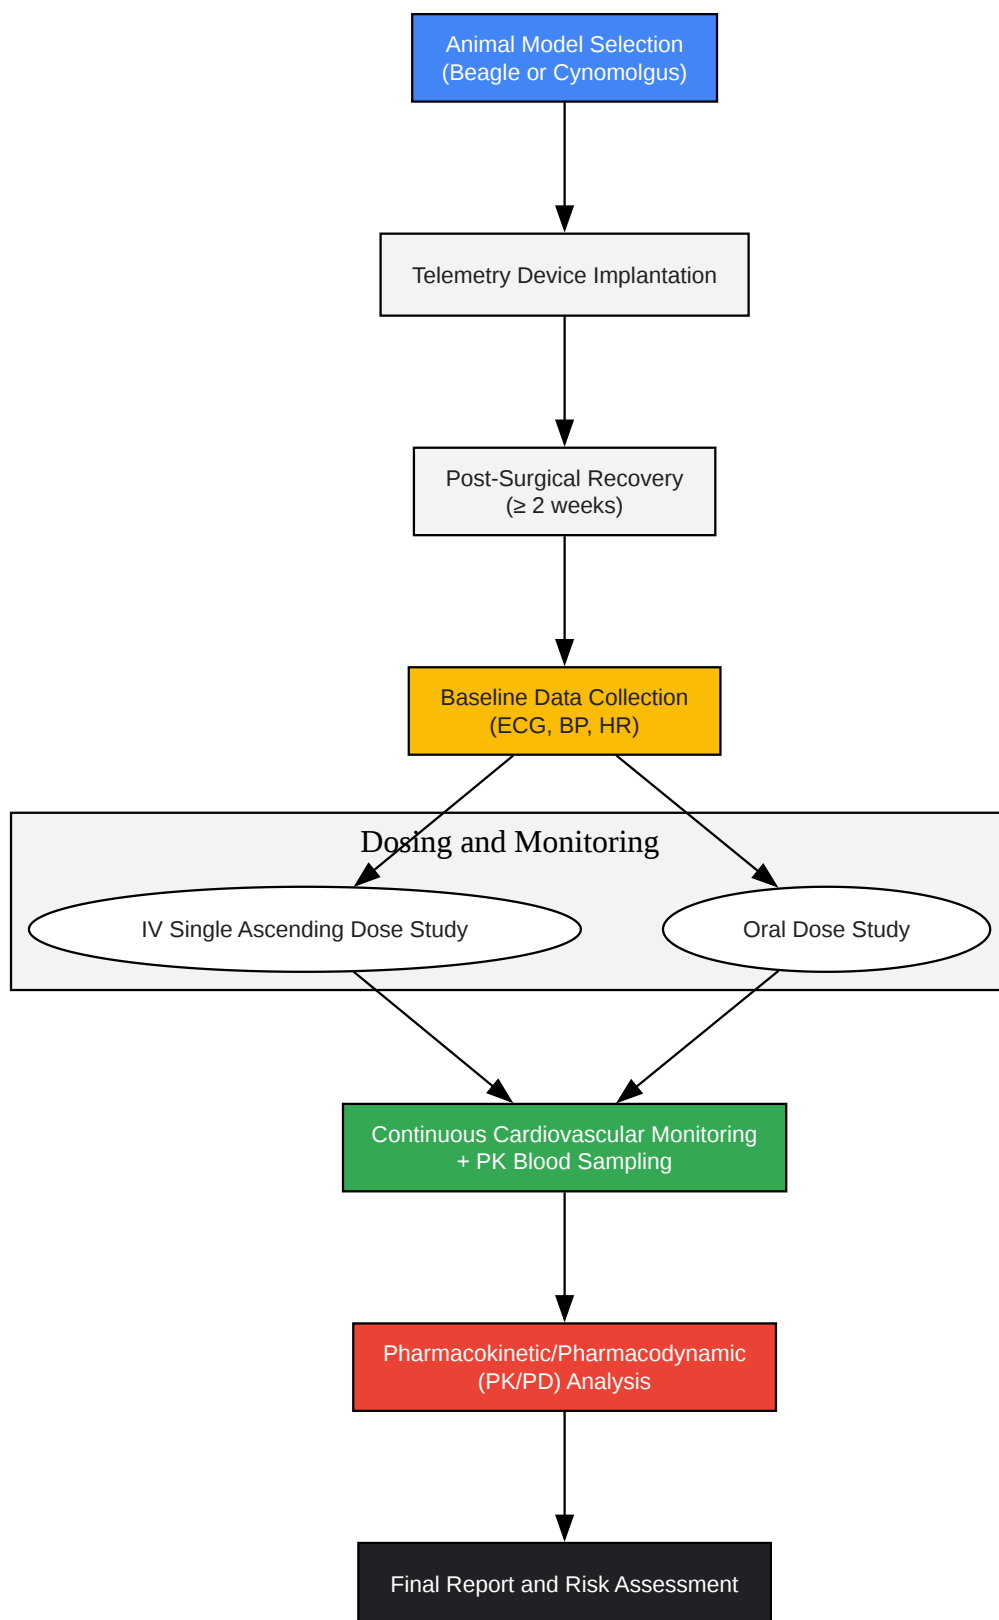 Animal Model Selection
(Beagle or Cynomolgus)
Telemetry Device Implantation
Post-Surgical Recovery
(≥ 2 weeks)
Baseline Data Collection
(ECG, BP, HR)
Dosing and Monitoring
IV Single Ascending Dose Study
Oral Dose Study
Continuous Cardiovascular Monitoring
+ PK Blood Sampling
Pharmacokinetic/Pharmacodynamic
(PK/PD) Analysis
Final Report and Risk Assessment